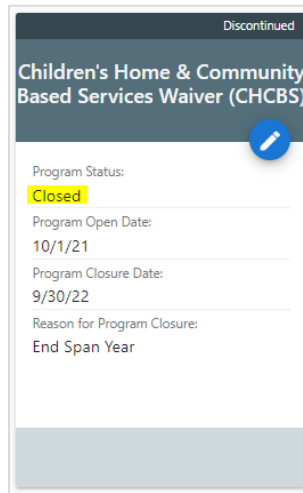 Discontinued
Children's Home & Community
Based Services Waiver (CHCBS)
Program Status:
Closed
Program Open Date:
10/1/21
Program Closure Date:
9/30/22
Reason for Program Closure:
End Span Year